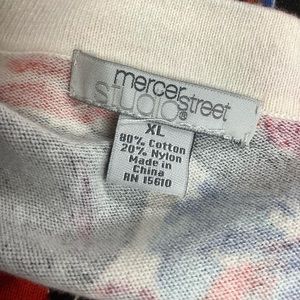 mercer street
studio®
XL
80% Cotton
20% Nylon
Made in
China
RN 15610